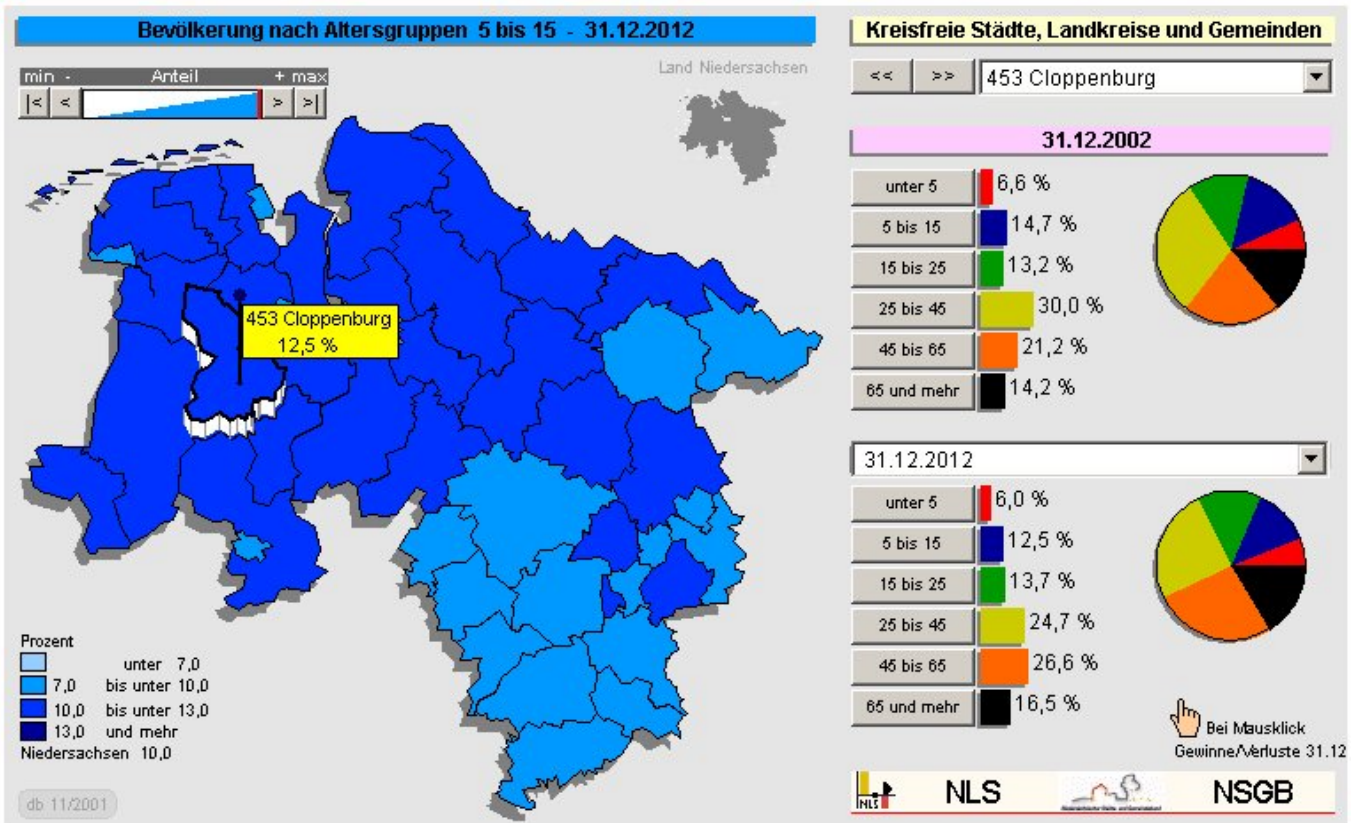 Bevölkerung nach Altersgruppen 5 bis 15 - 31.12.2012
min - Anteil + max
|< < > >|
Land Niedersachsen
453 Cloppenburg
12,5 %
Prozent
unter 7,0
7,0 bis unter 10,0
10,0 bis unter 13,0
13,0 und mehr
Niedersachsen 10,0
db 11/2001
Kreisfreie Städte, Landkreise und Gemeinden
<< >> 453 Cloppenburg
31.12.2002
unter 5 6,6 %
5 bis 15 14,7 %
15 bis 25 13,2 %
25 bis 45 30,0 %
45 bis 65 21,2 %
65 und mehr 14,2 %
31.12.2012
unter 5 6,0 %
5 bis 15 12,5 %
15 bis 25 13,7 %
25 bis 45 24,7 %
45 bis 65 26,6 %
65 und mehr 16,5 %
Bei Mausklick
Gewinne/Verluste 31.12
NLS NLS NSGB